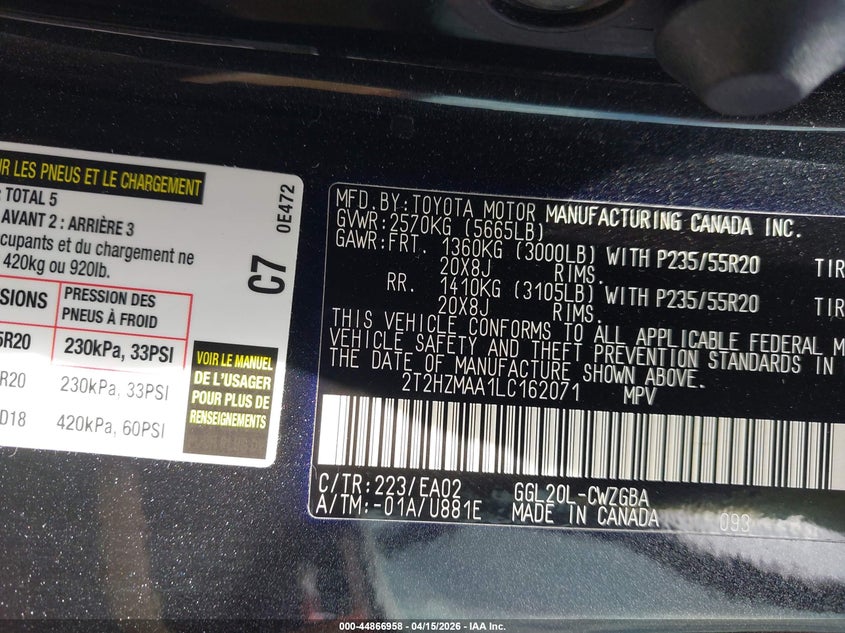 UR LES PNEUS ET LE CHARGEMENT
TOTAL 5
AVANT 2 : ARRIÈRE 3
cupants et du chargement ne
420kg ou 920lb.
NSIONS
PRESSION DES
PNEUS À FROID
5R20
230kPa, 33PSI
R20
230kPa, 33PSI
D18
420kPa, 60PSI
VOIR LE MANUEL
DE L'USAGER
POUR PLUS DE
RENSEIGNEMENTS
C7
0E472
MFD.BY:TOYOTA MOTOR MANUFACTURING CANADA INC.
GVWR:2570KG (5665LB)
GAWR:FRT. 1360KG (3000LB) WITH P235/55R20 TIR
20X8J RIMS.
RR. 1410KG (3105LB) WITH P235/55R20 TIR
20X8J RIMS.
THIS VEHICLE CONFORMS TO ALL APPLICABLE FEDERAL M
VEHICLE SAFETY AND THEFT PREVENTION STANDARDS IN
THE DATE OF MANUFACTURE SHOWN ABOVE.
2T2HZMAA1LC162071 MPV
C/TR:223/EA02 GGL20L-CWZGBA
A/TM:-01A/U881E MADE IN CANADA 093
000-44866958 - 04/15/2026 - IAA Inc.